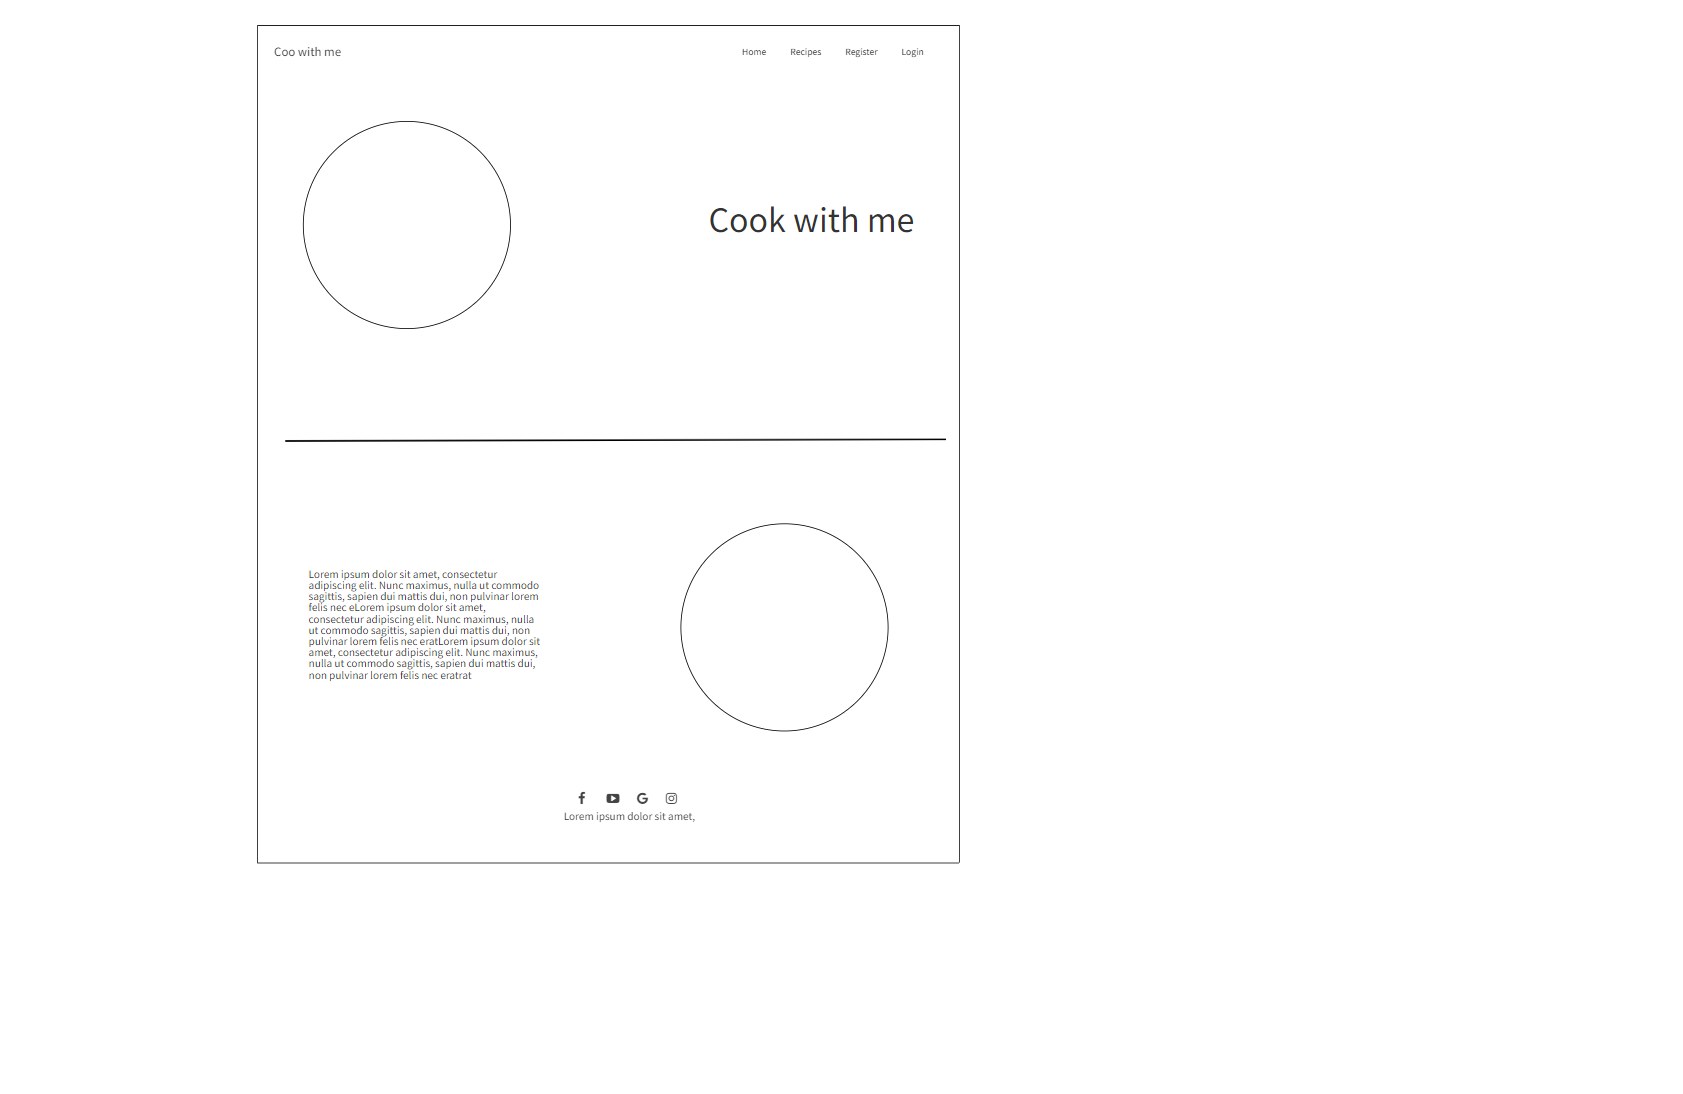 Coo with me
Home Recipes Register Login
Cook with me
Lorem ipsum dolor sit amet, consectetur
adipiscing elit. Nunc maximus, nulla ut commodo
sagittis, sapien dui mattis dui, non pulvinar lorem
felis nec eLorem ipsum dolor sit amet,
consectetur adipiscing elit. Nunc maximus, nulla
ut commodo sagittis, sapien dui mattis dui, non
pulvinar lorem felis nec eratLorem ipsum dolor sit
amet, consectetur adipiscing elit. Nunc maximus,
nulla ut commodo sagittis, sapien dui mattis dui,
non pulvinar lorem felis nec eratrat
Lorem ipsum dolor sit amet,